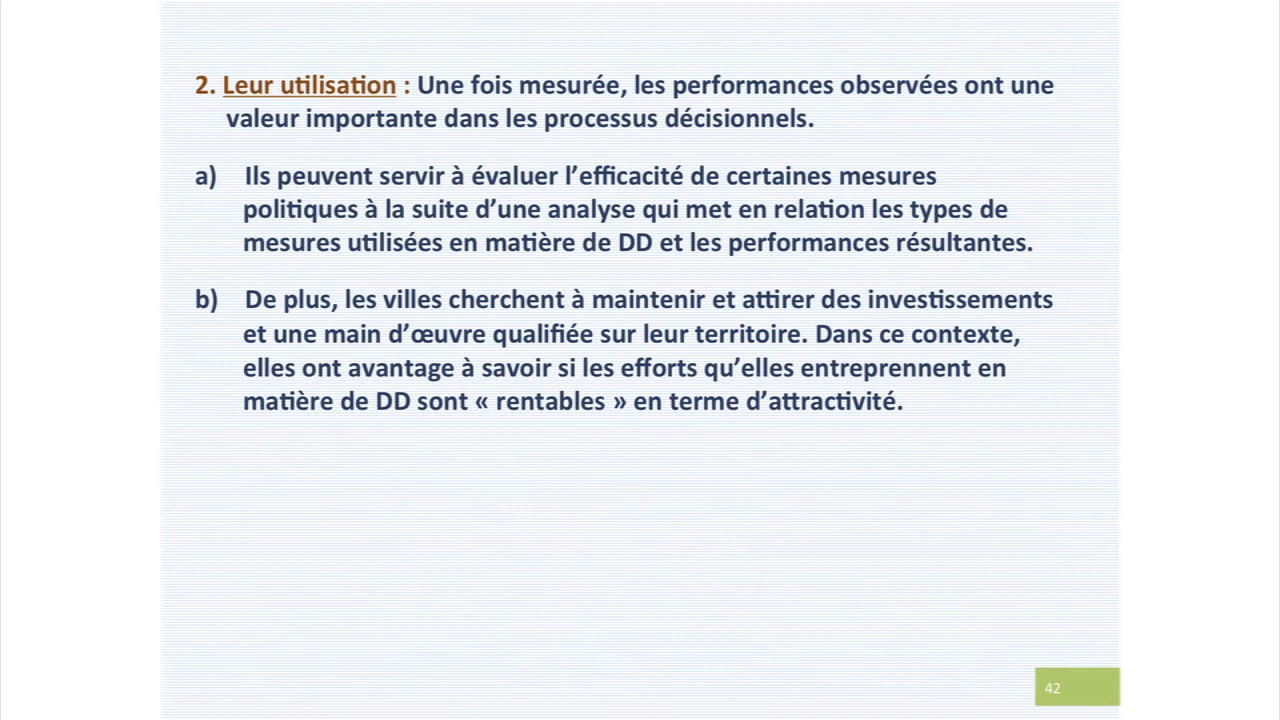 2. Leur utilisation : Une fois mesurée, les performances observées ont une
valeur importante dans les processus décisionnels.
a) Ils peuvent servir à évaluer l’efficacité de certaines mesures
politiques à la suite d’une analyse qui met en relation les types de
mesures utilisées en matière de DD et les performances résultantes.
b) De plus, les villes cherchent à maintenir et attirer des investissements
et une main d’œuvre qualifiée sur leur territoire. Dans ce contexte,
elles ont avantage à savoir si les efforts qu’elles entreprennent en
matière de DD sont « rentables » en terme d’attractivité.
42